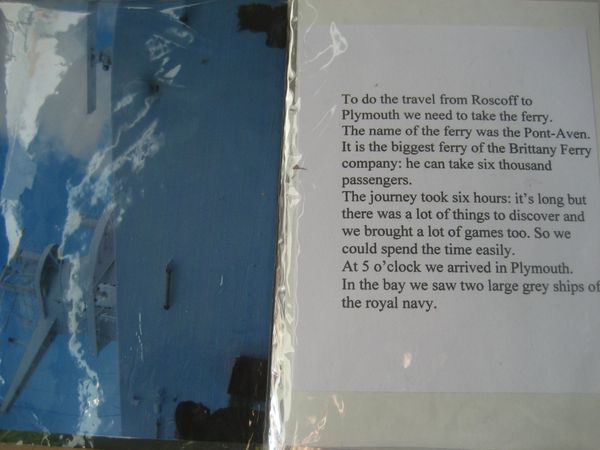 To do the travel from Roscoff to
Plymouth we need to take the ferry.
The name of the ferry was the Pont-Aven.
It is the biggest ferry of the Brittany Ferry
company: he can take six thousand
passengers.
The journey took six hours: it's long but
there was a lot of things to discover and
we brought a lot of games too. So we
could spend the time easily.
At 5 o'clock we arrived in Plymouth.
In the bay we saw two large grey ships of
the royal navy.